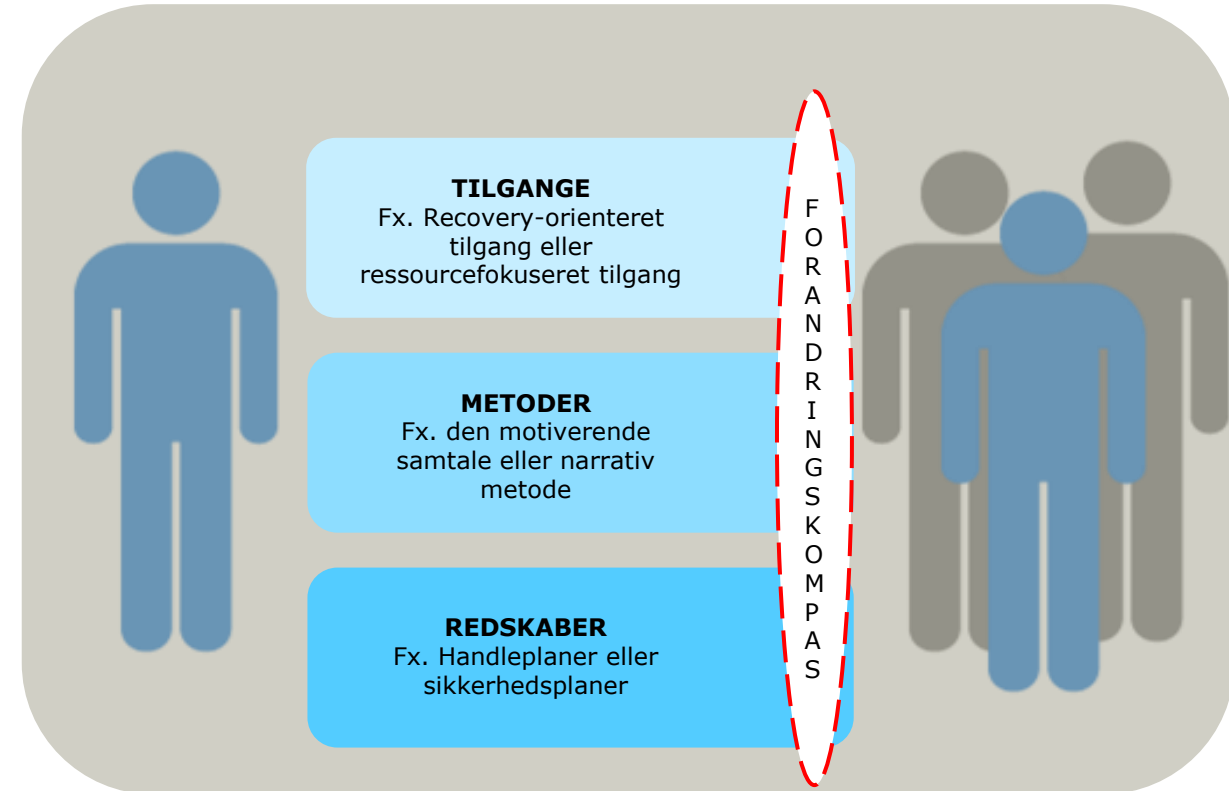 TILGANGE
Fx. Recovery-orienteret
tilgang eller
ressourcefokuseret tilgang
METODER
Fx. den motiverende
samtale eller narrativ
metode
REDSKABER
Fx. Handleplaner eller
sikkerhedsplaner
F
O
R
A
N
D
R
I
N
G
S
K
O
M
P
A
S